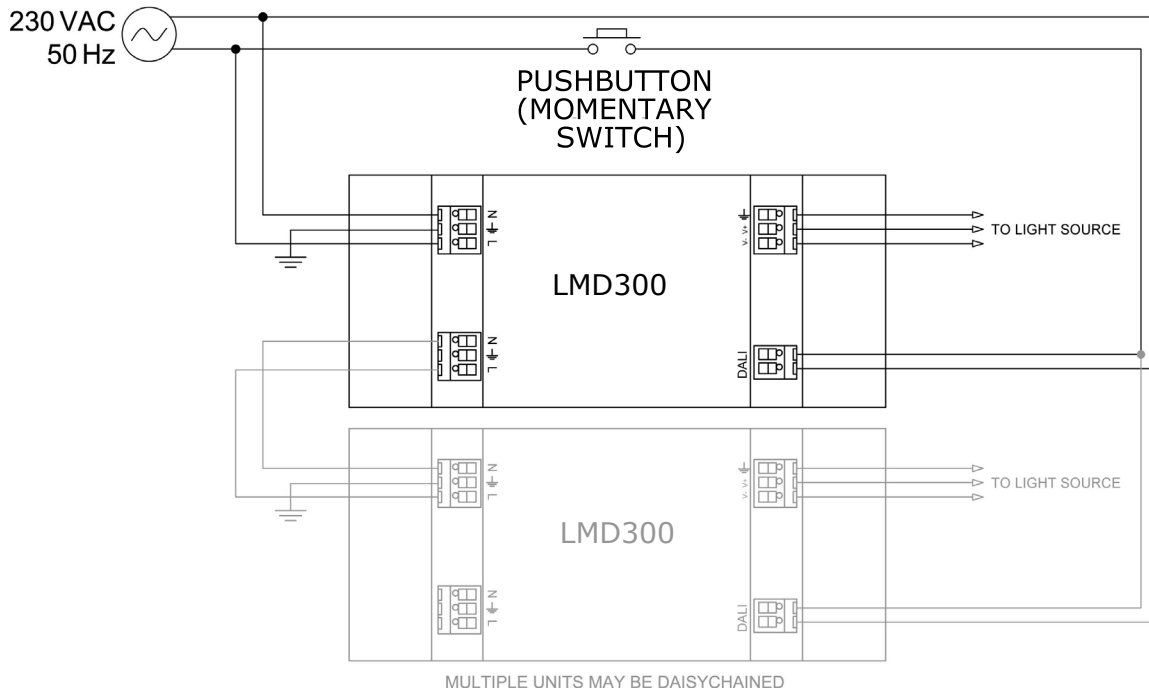 230 VAC
50 Hz
PUSHBUTTON
(MOMENTARY
SWITCH)
N
L
V+
V-
TO LIGHT SOURCE
LMD300
N
L
DALI
N
L
V+
V-
TO LIGHT SOURCE
LMD300
N
L
DALI
MULTIPLE UNITS MAY BE DAISYCHAINED